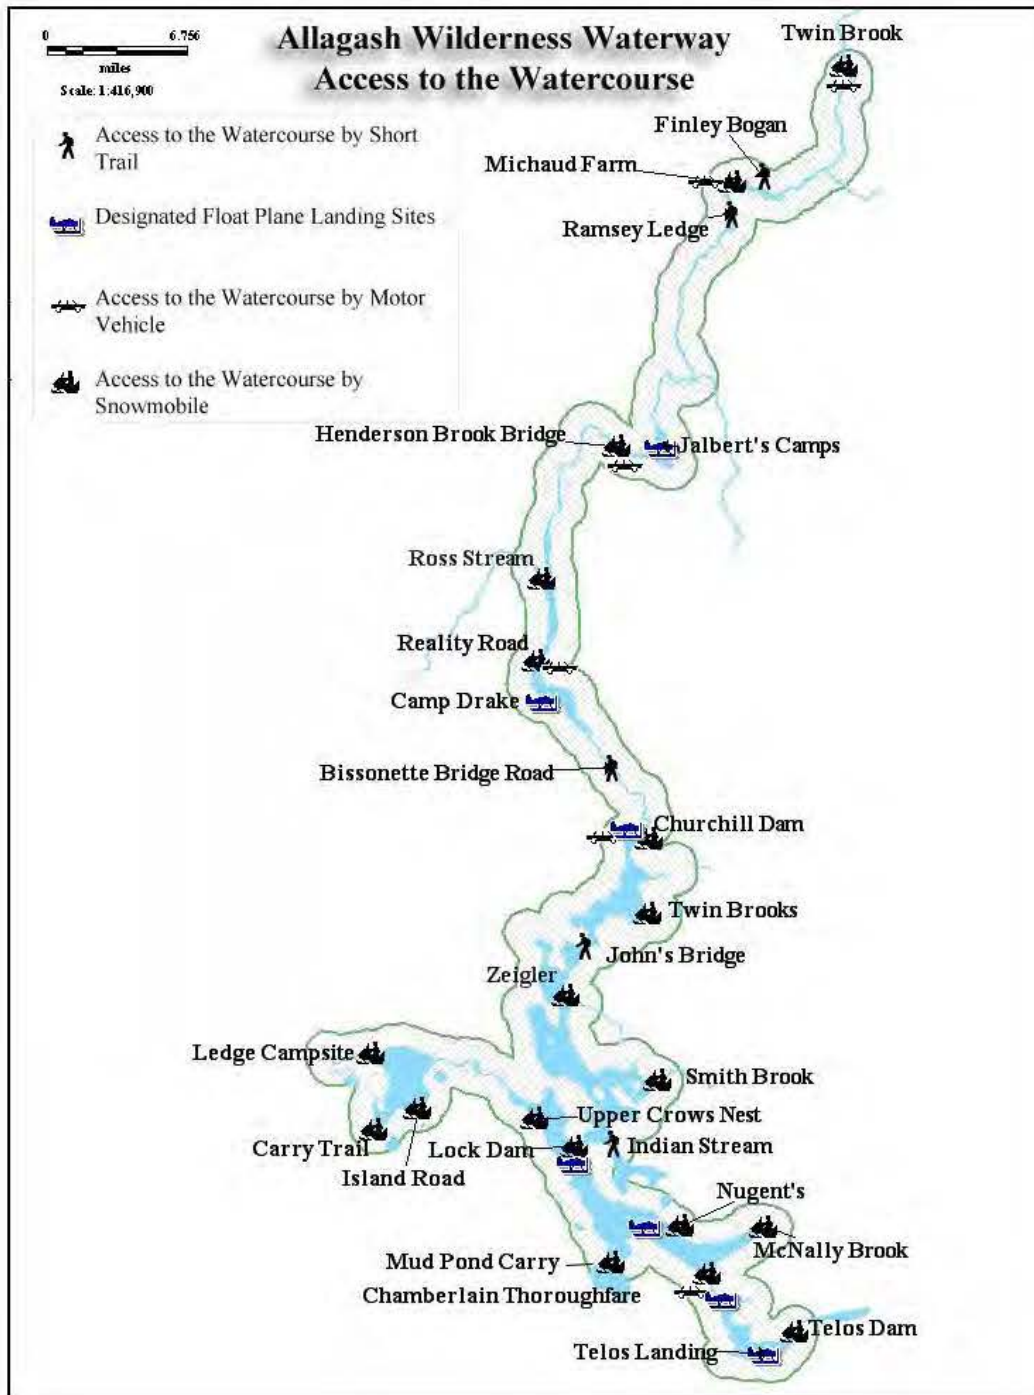 Allagash Wilderness Waterway
Access to the Watercourse
0 6.756
miles
Scale: 1:416,900
Access to the Watercourse by Short
Trail
Designated Float Plane Landing Sites
Access to the Watercourse by Motor
Vehicle
Access to the Watercourse by
Snowmobile
Twin Brook
Finley Bogan
Michaud Farm
Ramsey Ledge
Henderson Brook Bridge
Jalbert's Camps
Ross Stream
Reality Road
Camp Drake
Bissonette Bridge Road
Churchill Dam
Twin Brooks
John's Bridge
Zeigler
Ledge Campsite
Smith Brook
Upper Crows Nest
Carry Trail
Lock Dam
Indian Stream
Island Road
Nugent's
McNally Brook
Mud Pond Carry
Chamberlain Thoroughfare
Telos Dam
Telos Landing